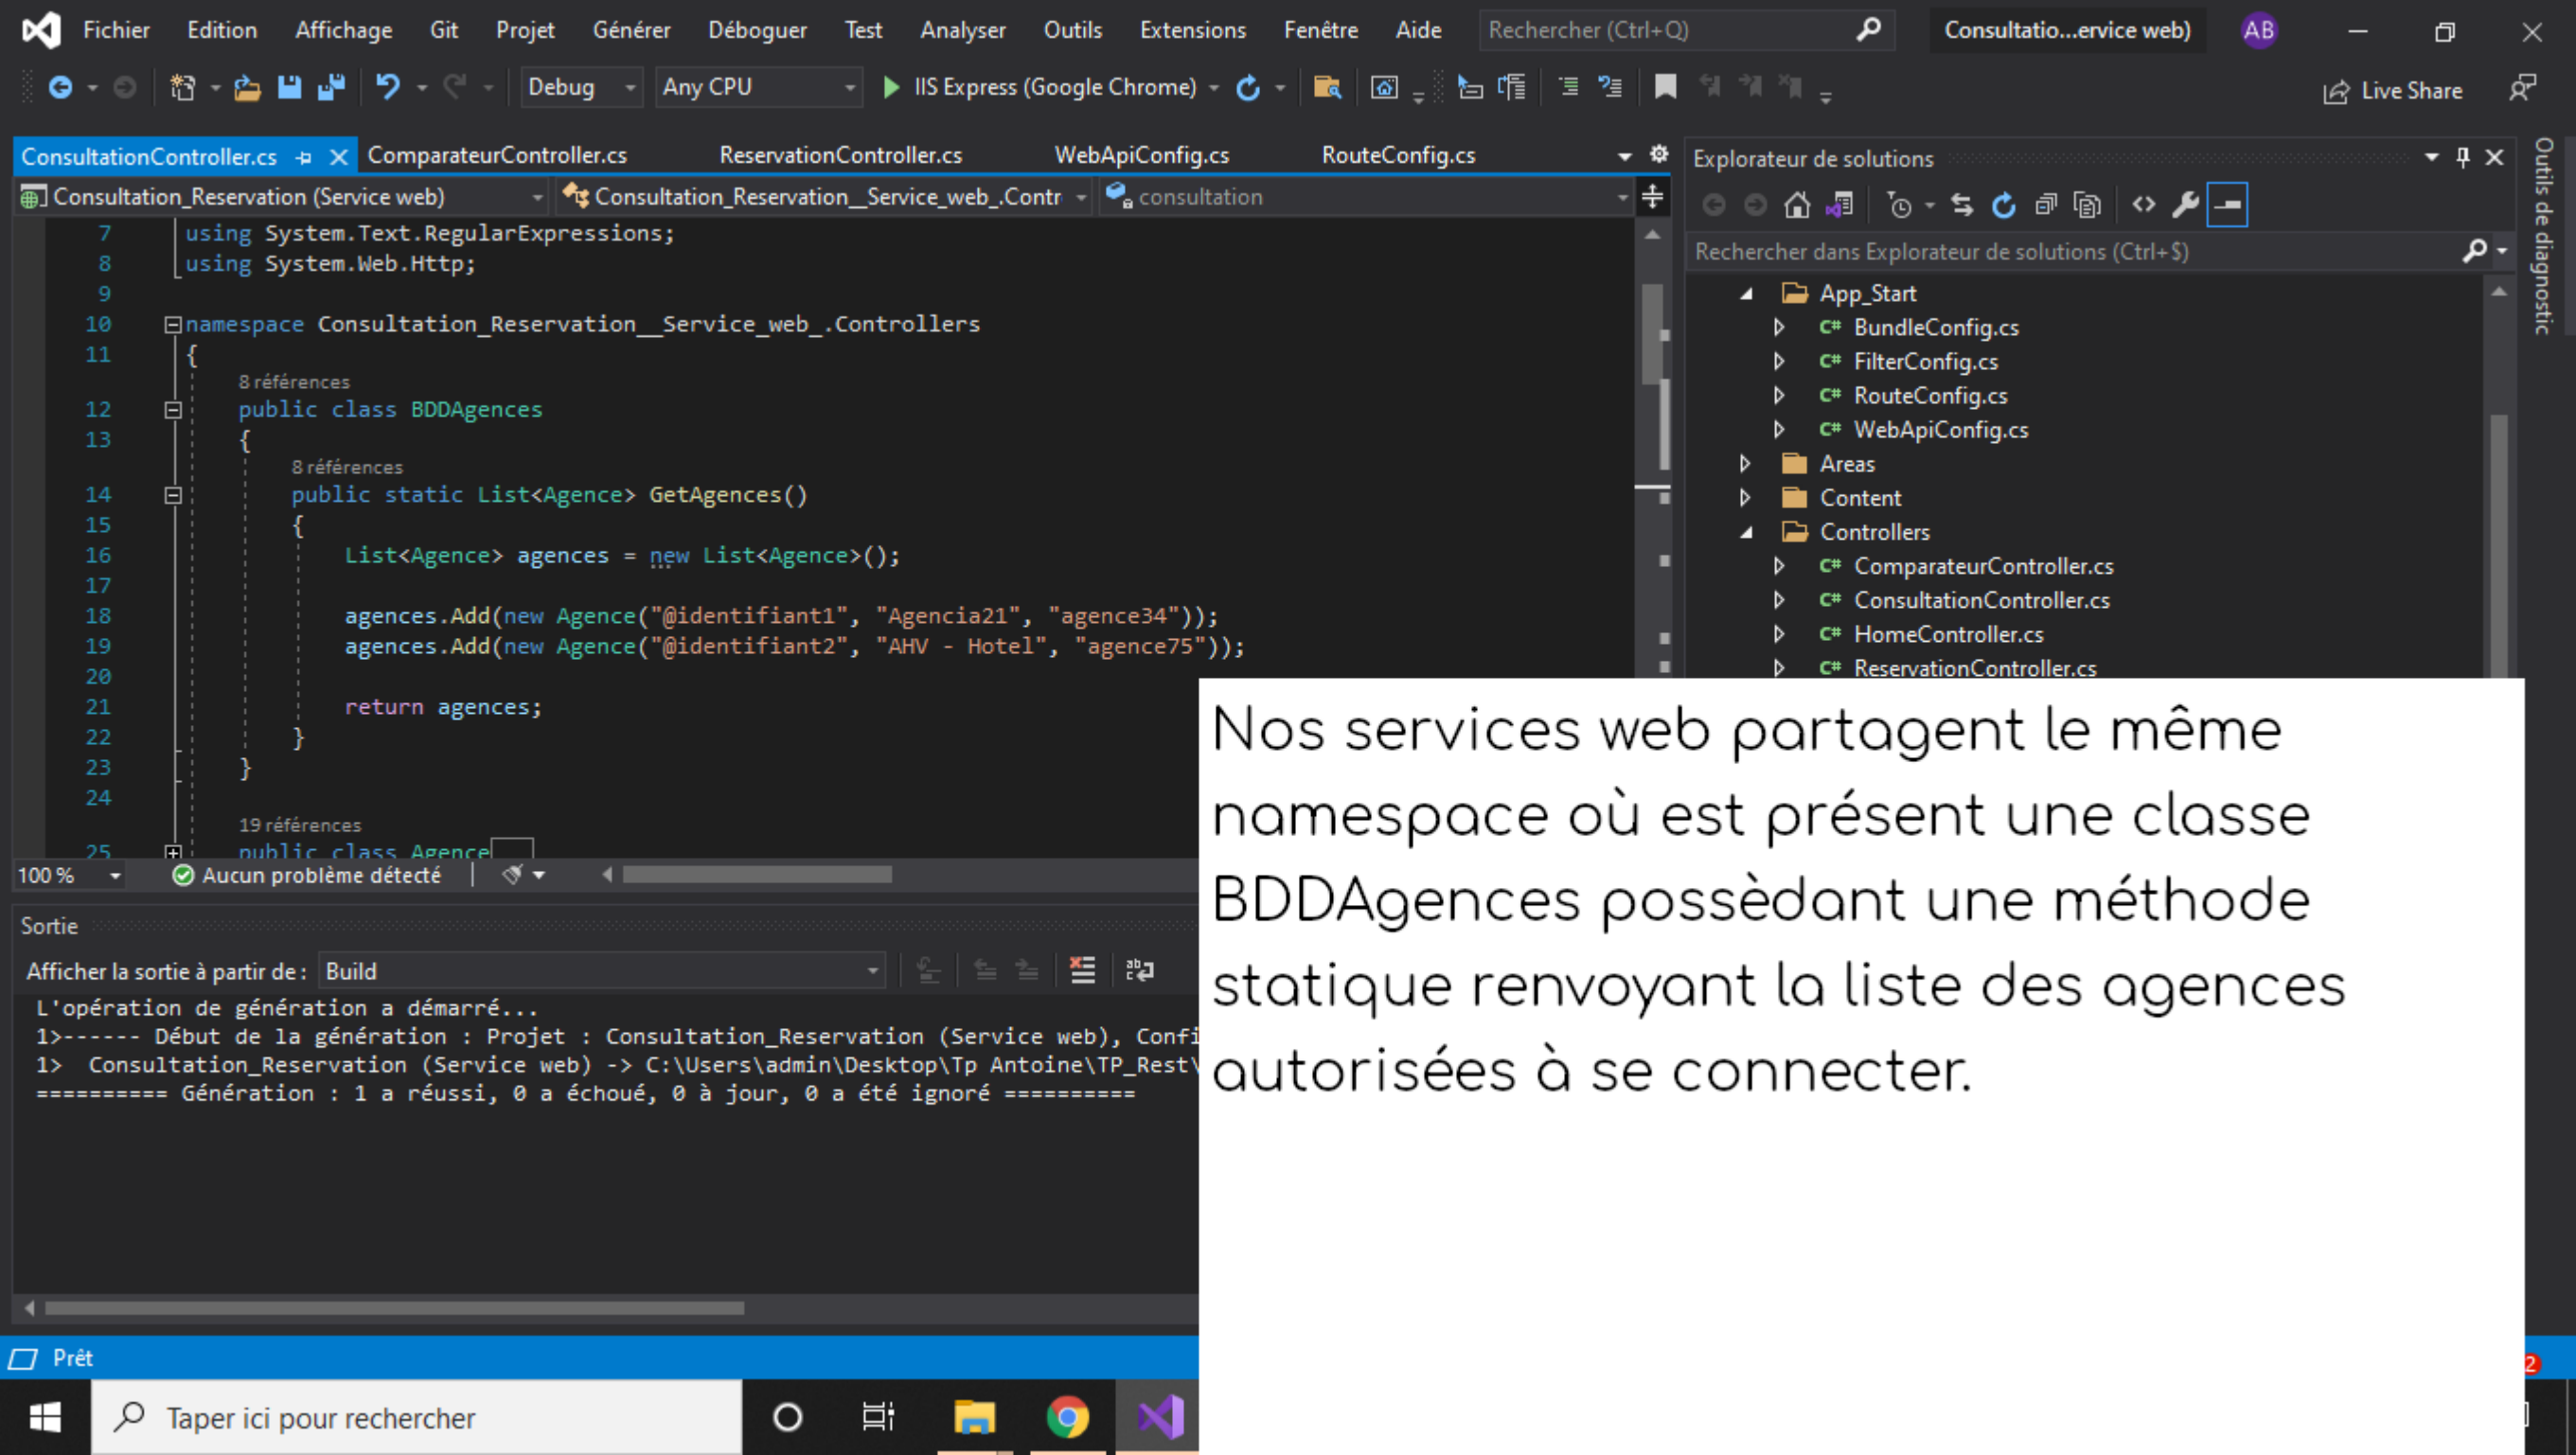 Fichier Edition Affichage Git Projet Générer Déboguer Test Analyser Outils Extensions Fenêtre Aide Rechercher (Ctrl+Q) Consultatio...ervice web) AB
Debug Any CPU IIS Express (Google Chrome) Live Share
ConsultationController.cs ComparateurController.cs ReservationController.cs WebApiConfig.cs RouteConfig.cs
Consultation_Reservation (Service web) Consultation_Reservation__Service_web_.Contr consultation
7 using System.Text.RegularExpressions;
8 using System.Web.Http;
9
10 namespace Consultation_Reservation__Service_web_.Controllers
11 {
8 références
12 public class BDDAgences
13 {
8 références
14 public static List<Agence> GetAgences()
15 {
16 List<Agence> agences = new List<Agence>();
17
18 agences.Add(new Agence("@identifiant1", "Agencia21", "agence34"));
19 agences.Add(new Agence("@identifiant2", "AHV - Hotel", "agence75"));
20
21 return agences;
22 }
23 }
24
19 références
25 public class Agence
100 % Aucun problème détecté
Sortie
Afficher la sortie à partir de : Build
L'opération de génération a démarré...
1>------ Début de la génération : Projet : Consultation_Reservation (Service web), Confi
1> Consultation_Reservation (Service web) -> C:\Users\admin\Desktop\Tp Antoine\TP_Rest\
========== Génération : 1 a réussi, 0 a échoué, 0 à jour, 0 a été ignoré ==========
Explorateur de solutions
Rechercher dans Explorateur de solutions (Ctrl+$)
App_Start
C# BundleConfig.cs
C# FilterConfig.cs
C# RouteConfig.cs
C# WebApiConfig.cs
Areas
Content
Controllers
C# ComparateurController.cs
C# ConsultationController.cs
C# HomeController.cs
C# ReservationController.cs
Outils de diagnostic
Nos services web partagent le même
namespace où est présent une classe
BDDAgences possèdant une méthode
statique renvoyant la liste des agences
autorisées à se connecter.
Prêt
2
Taper ici pour rechercher